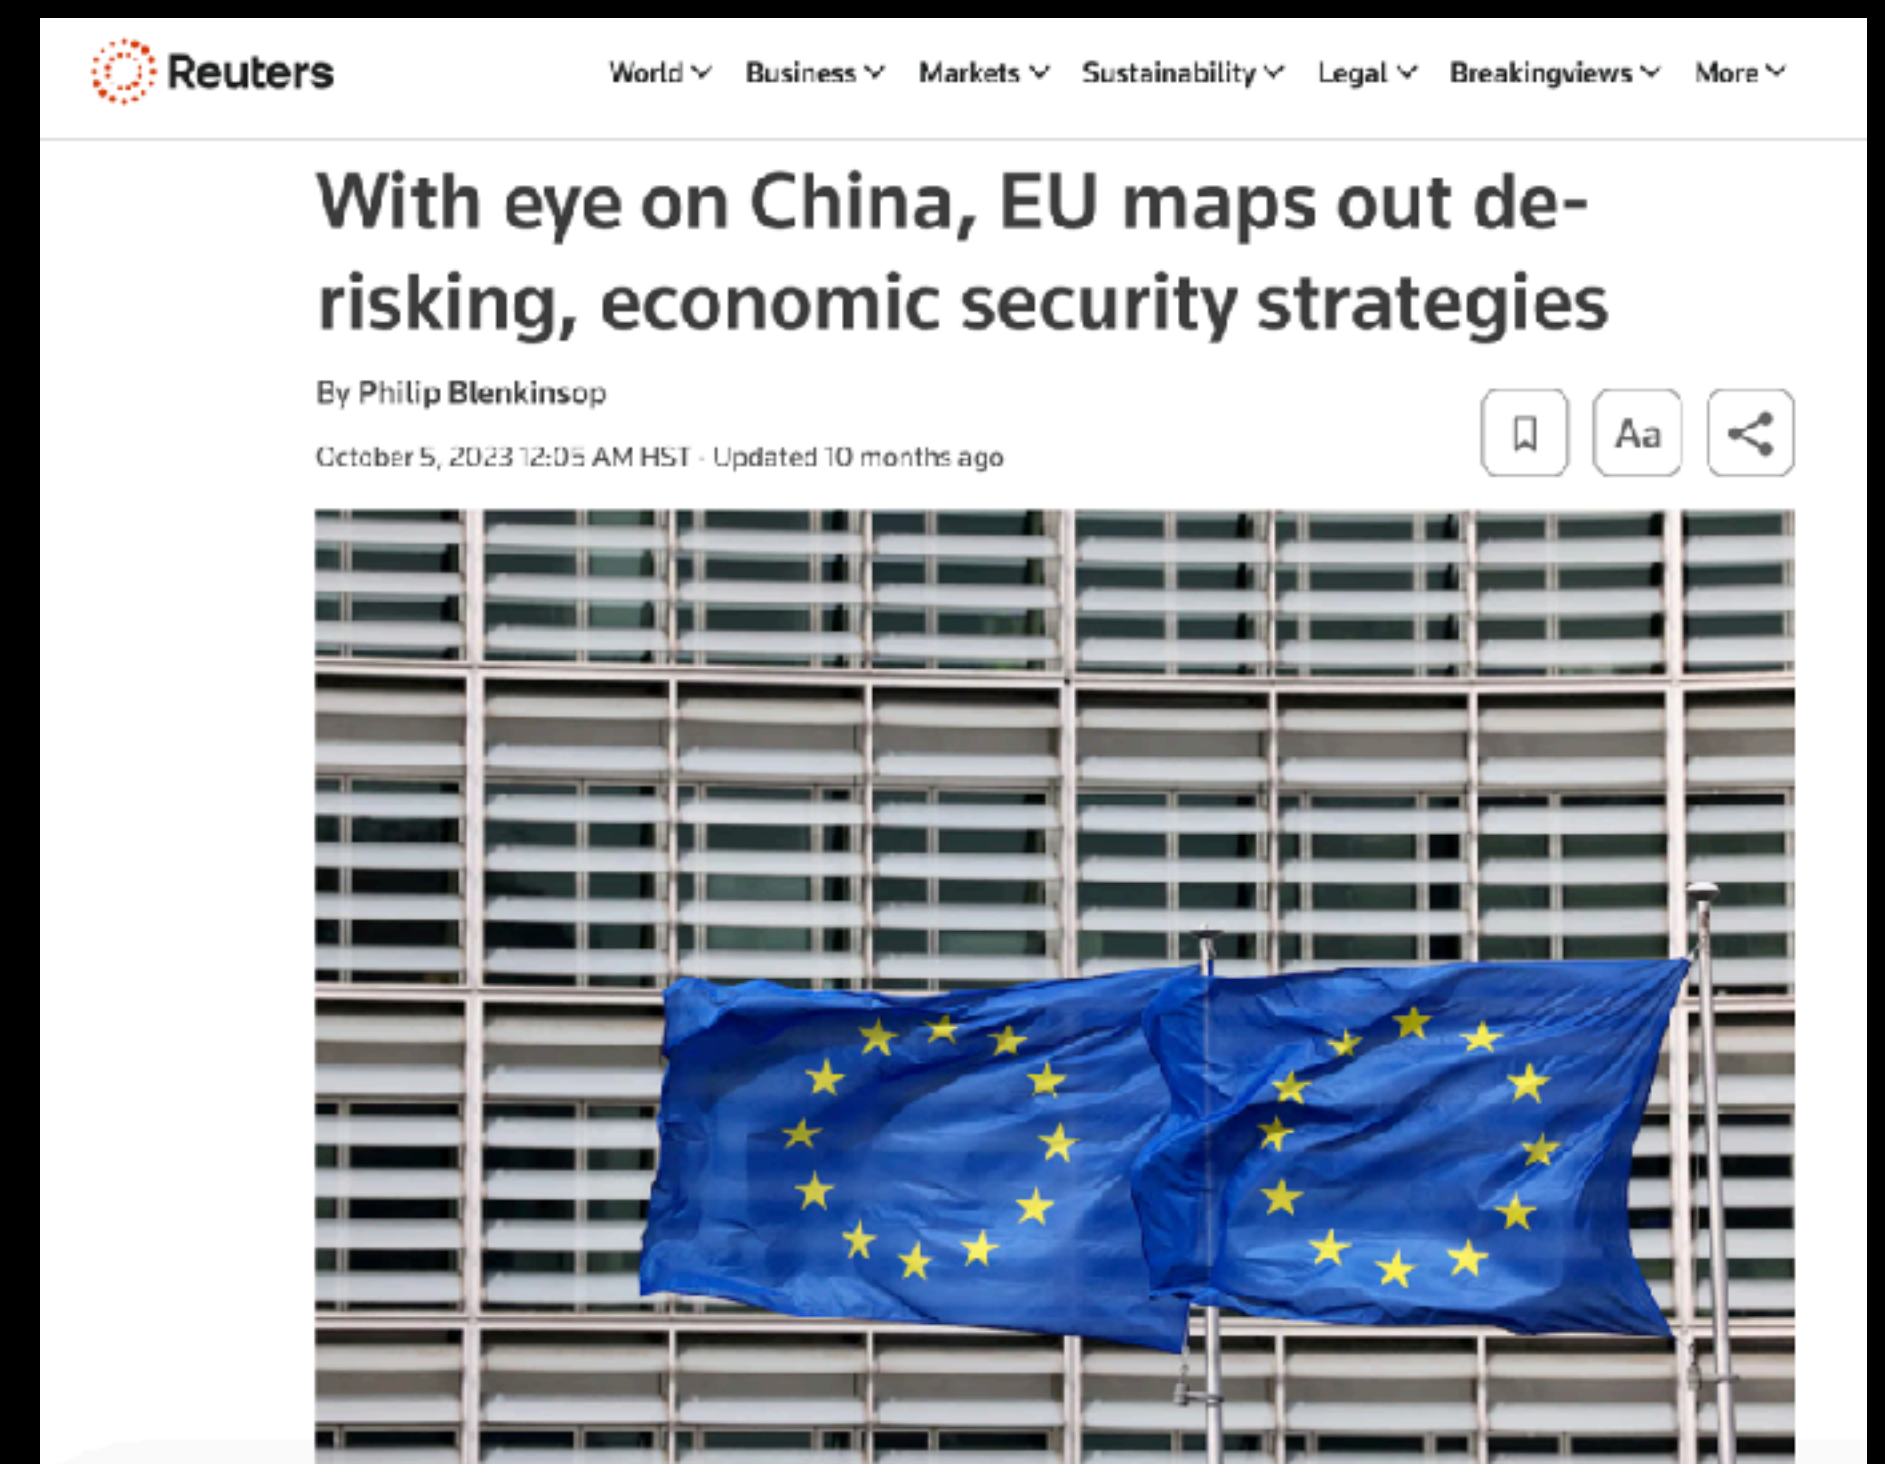 Reuters
World Business Markets Sustainability Legal Breakingviews More
With eye on China, EU maps out de-
risking, economic security strategies
By Philip Blenkinsop
October 5, 2023 12:05 AM HST · Updated 10 months ago
Aa